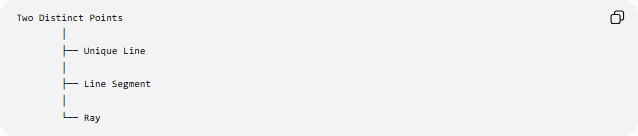 Two Distinct Points
Unique Line
Line Segment
Ray